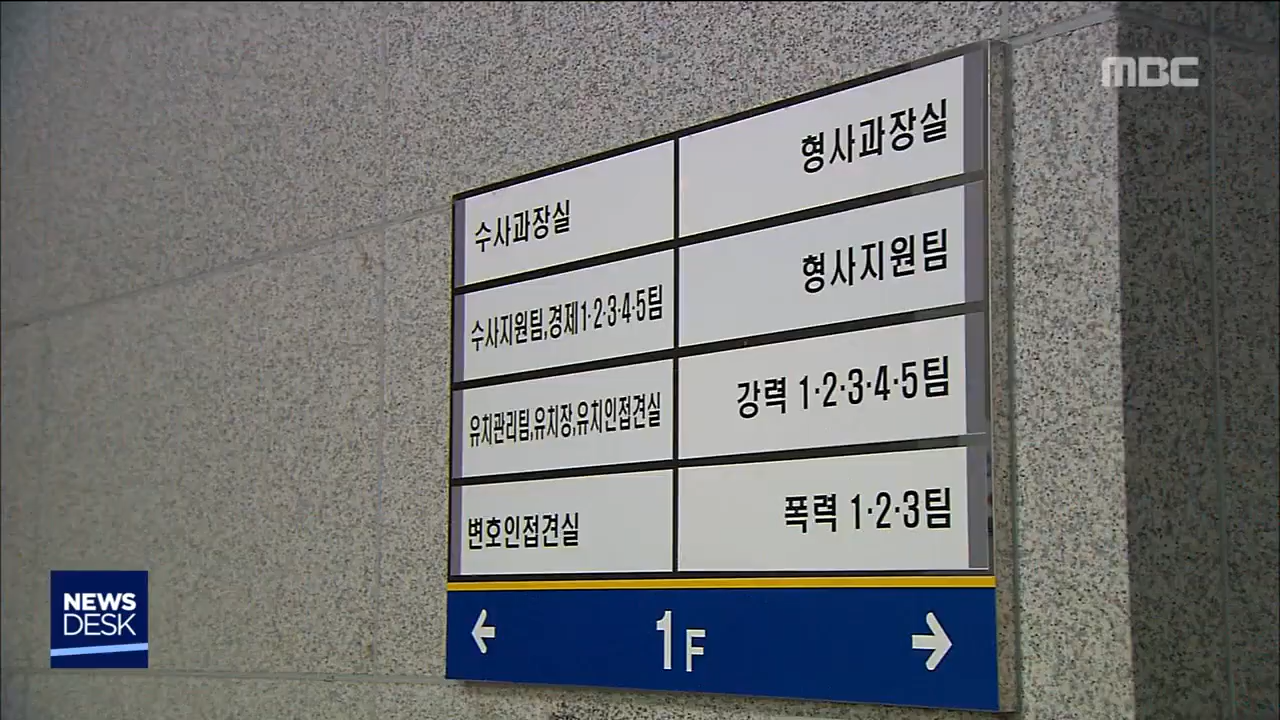 MBC
수사과장실
형사과장실
수사지원팀,경제1·2·3·4·5팀
형사지원팀
유치관리팀,유치장,유치인접견실
강력 1·2·3·4·5팀
변호인접견실
폭력 1·2·3팀
← 1F →
NEWS
DESK